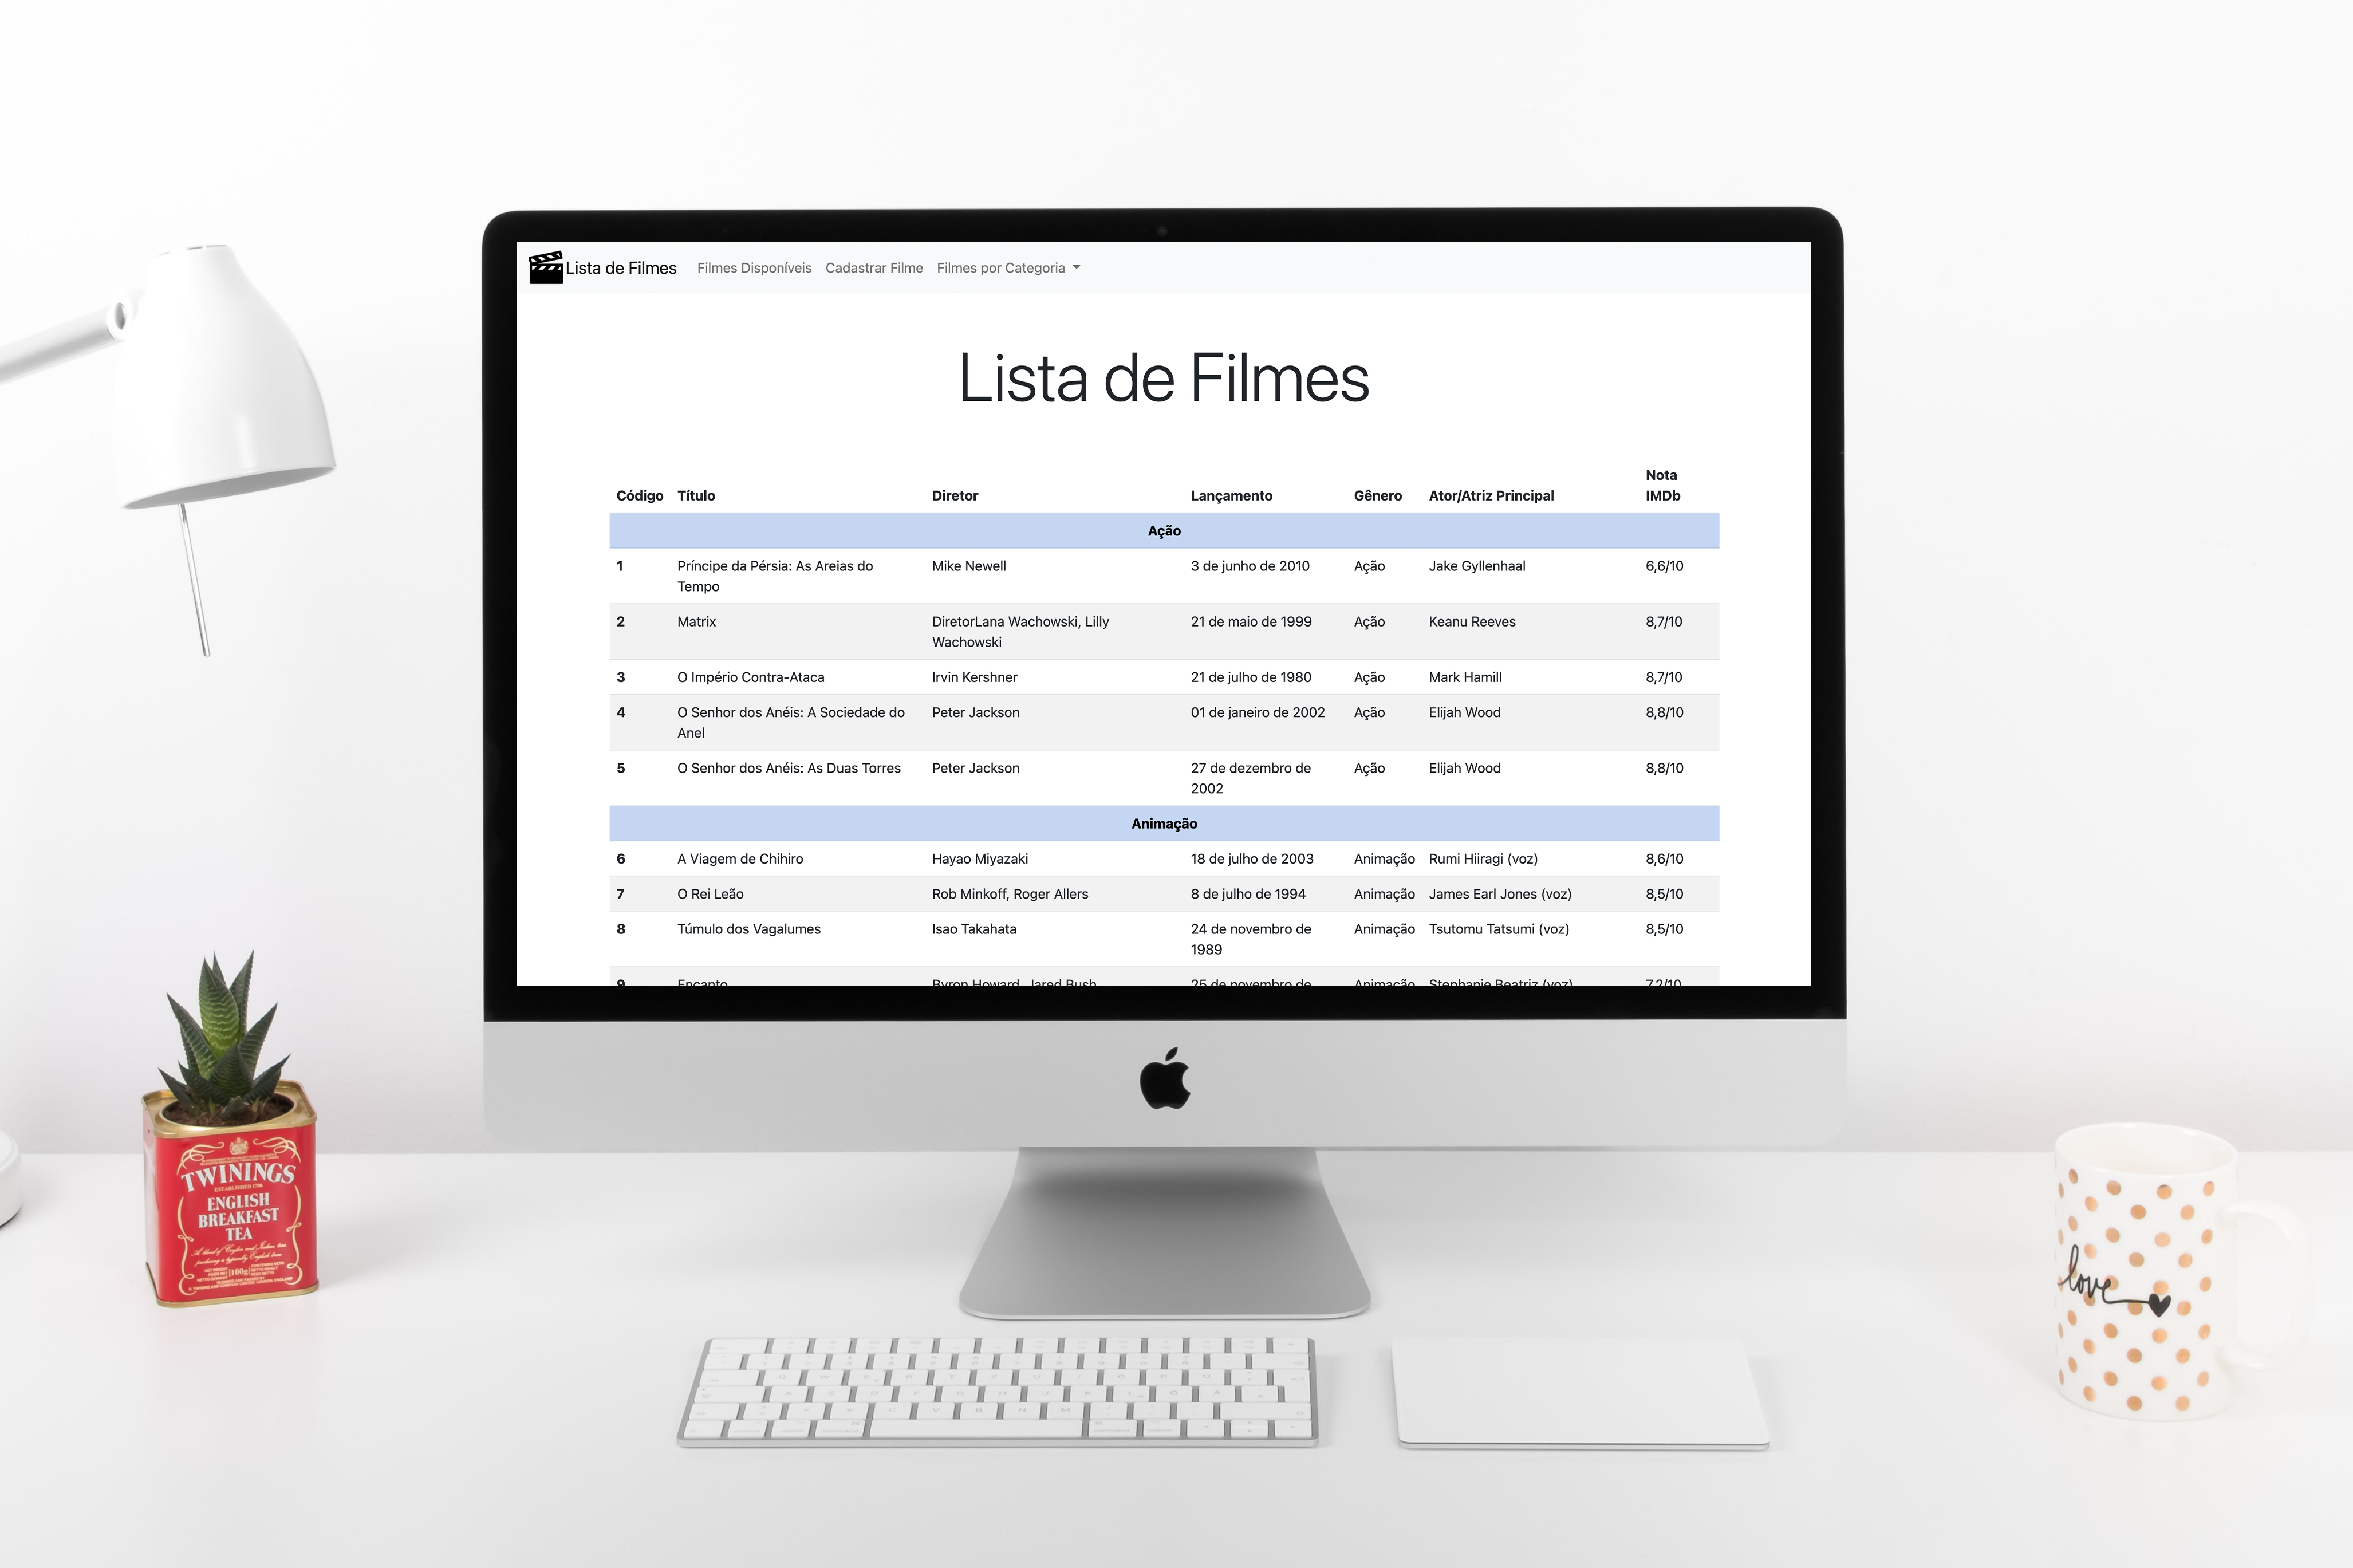 Lista de Filmes Filmes Disponíveis Cadastrar Filme Filmes por Categoria
Lista de Filmes
Código Título Diretor Lançamento Gênero Ator/Atriz Principal Nota IMDb
Ação
1 Príncipe da Pérsia: As Areias do Tempo Mike Newell 3 de junho de 2010 Ação Jake Gyllenhaal 6,6/10
2 Matrix DiretorLana Wachowski, Lilly Wachowski 21 de maio de 1999 Ação Keanu Reeves 8,7/10
3 O Império Contra-Ataca Irvin Kershner 21 de julho de 1980 Ação Mark Hamill 8,7/10
4 O Senhor dos Anéis: A Sociedade do Anel Peter Jackson 01 de janeiro de 2002 Ação Elijah Wood 8,8/10
5 O Senhor dos Anéis: As Duas Torres Peter Jackson 27 de dezembro de 2002 Ação Elijah Wood 8,8/10
Animação
6 A Viagem de Chihiro Hayao Miyazaki 18 de julho de 2003 Animação Rumi Hiiragi (voz) 8,6/10
7 O Rei Leão Rob Minkoff, Roger Allers 8 de julho de 1994 Animação James Earl Jones (voz) 8,5/10
8 Túmulo dos Vagalumes Isao Takahata 24 de novembro de 1989 Animação Tsutomu Tatsumi (voz) 8,5/10
9 Encanto Byron Howard, Jared Bush 25 de novembro de Animação Stephanie Beatriz (voz) 7,2/10
TWININGS
ESTABLISHED 1706
ENGLISH
BREAKFAST
TEA
100g
love